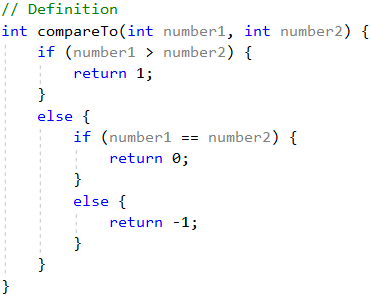 // Definition
int compareTo(int number1, int number2) {
    if (number1 > number2) {
        return 1;
    }
    else {
        if (number1 == number2) {
            return 0;
        }
        else {
            return -1;
        }
    }
}